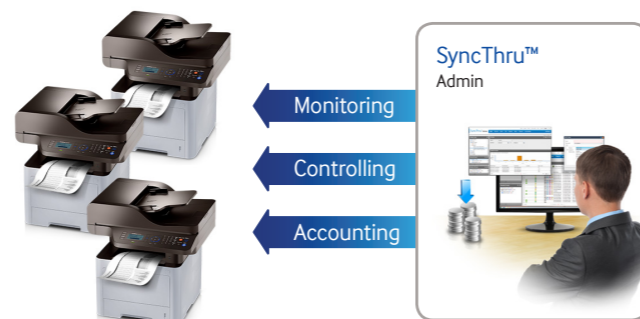 SyncThru™
Admin
Monitoring
Controlling
Accounting